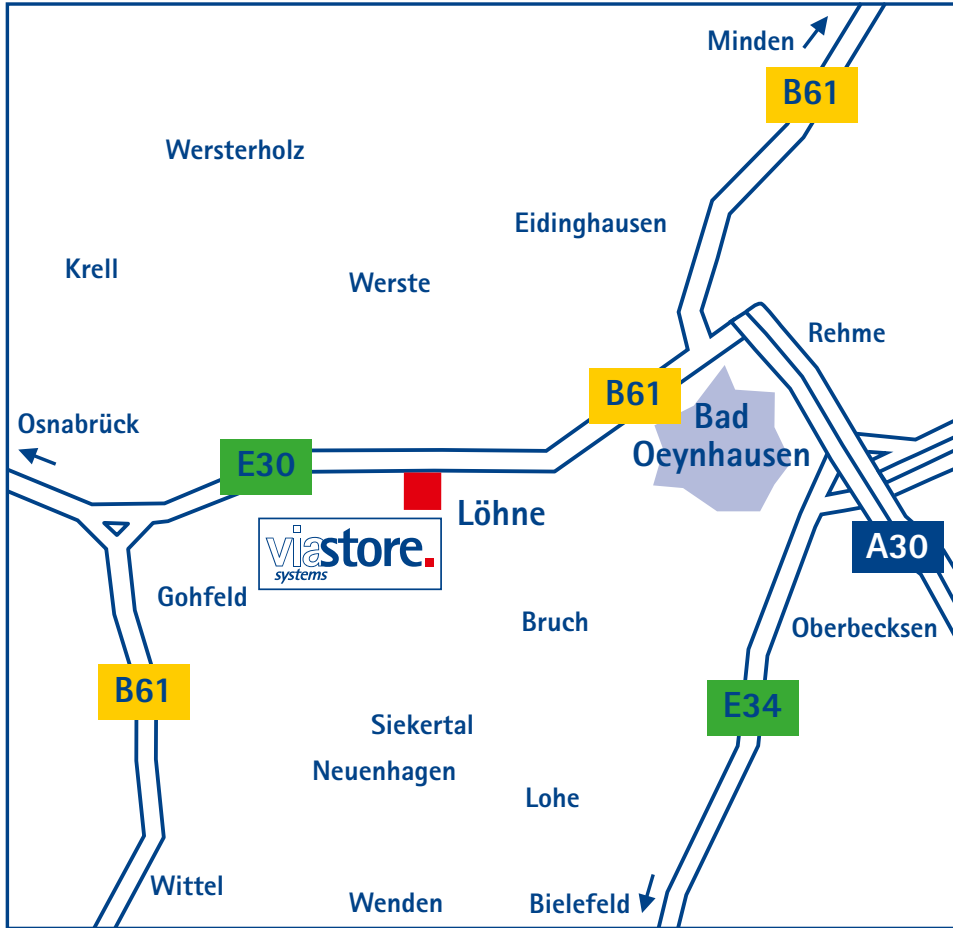 Minden
B61
Wersterholz
Eidinghausen
Krell
Werste
Rehme
B61
Bad
Oeynhausen
Osnabrück
E30
Löhne
viastore.
systems
A30
Gohfeld
Bruch
Oberbecksen
B61
E34
Siekertal
Neuenhagen
Lohe
Wittel
Wenden
Bielefeld